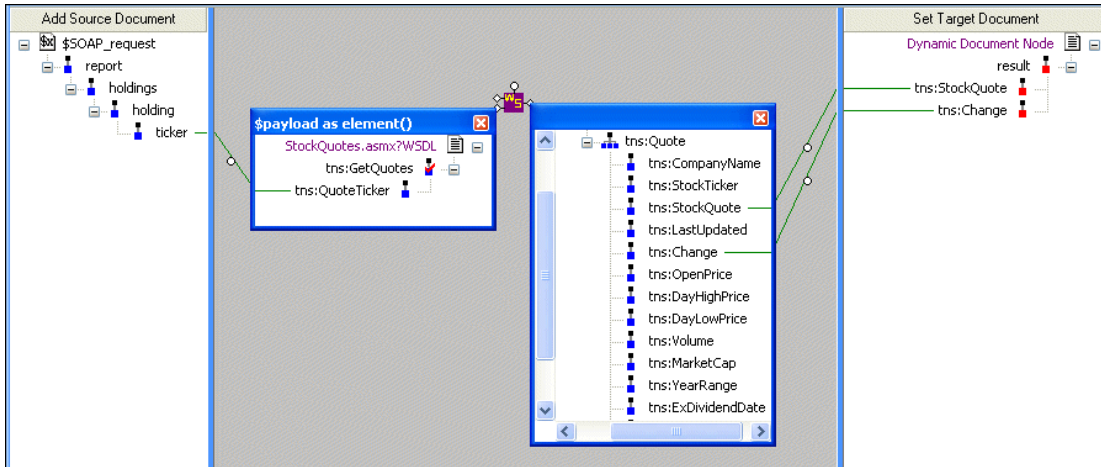 Add Source Document
$x $SOAP_request
report
holdings
holding
ticker
$payload as element()
StockQuotes.asmx?WSDL
tns:GetQuotes
tns:QuoteTicker
WS
tns:Quote
tns:CompanyName
tns:StockTicker
tns:StockQuote
tns:LastUpdated
tns:Change
tns:OpenPrice
tns:DayHighPrice
tns:DayLowPrice
tns:Volume
tns:MarketCap
tns:YearRange
tns:ExDividendDate
Set Target Document
Dynamic Document Node
result
tns:StockQuote
tns:Change